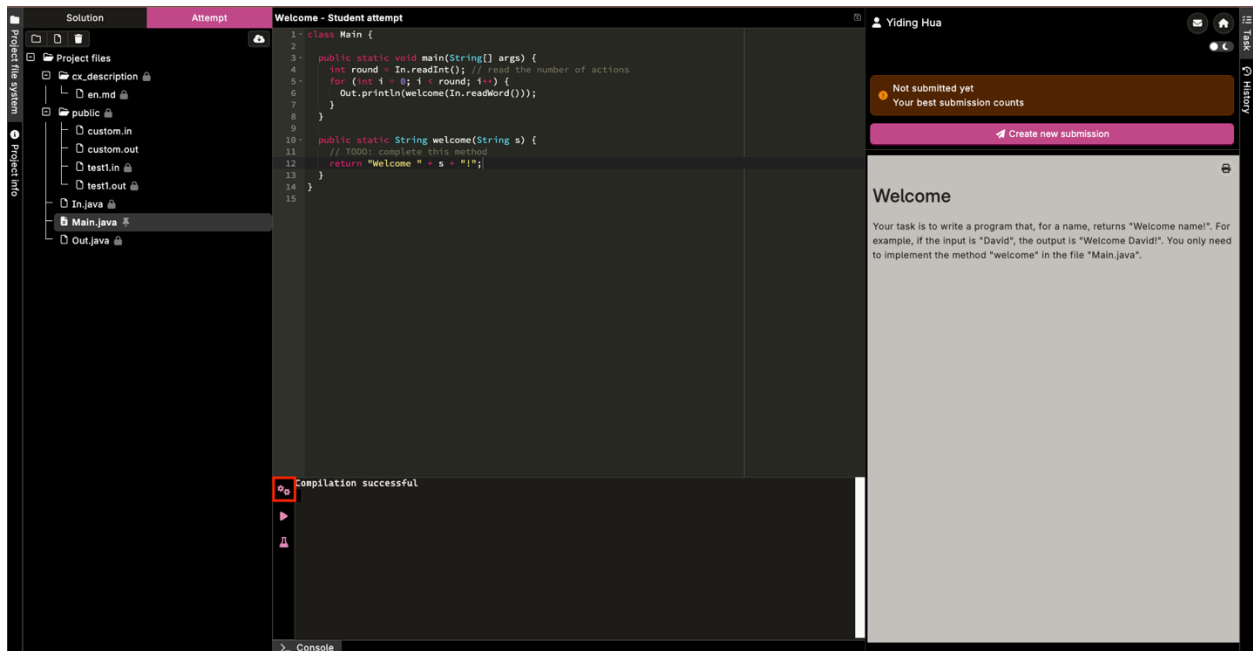 Solution
Attempt
Project file system
Project info
Project files
cx_description
en.md
public
custom.in
custom.out
test1.in
test1.out
In.java
Main.java
Out.java
Welcome - Student attempt
1 class Main {
2
3 public static void main(String[] args) {
4 int round = In.readInt(); // read the number of actions
5 for (int i = 0; i < round; i++) {
6 Out.println(welcome(In.readWord()));
7 }
8 }
9
10 public static String welcome(String s) {
11 // TODO: complete this method
12 return "Welcome " + s + "!";
13 }
14 }
15
Compilation successful
>_ Console
Yiding Hua
Not submitted yet
Your best submission counts
Create new submission
Welcome
Your task is to write a program that, for a name, returns "Welcome name!". For
example, if the input is "David", the output is "Welcome David!". You only need
to implement the method "welcome" in the file "Main.java".
Task
History